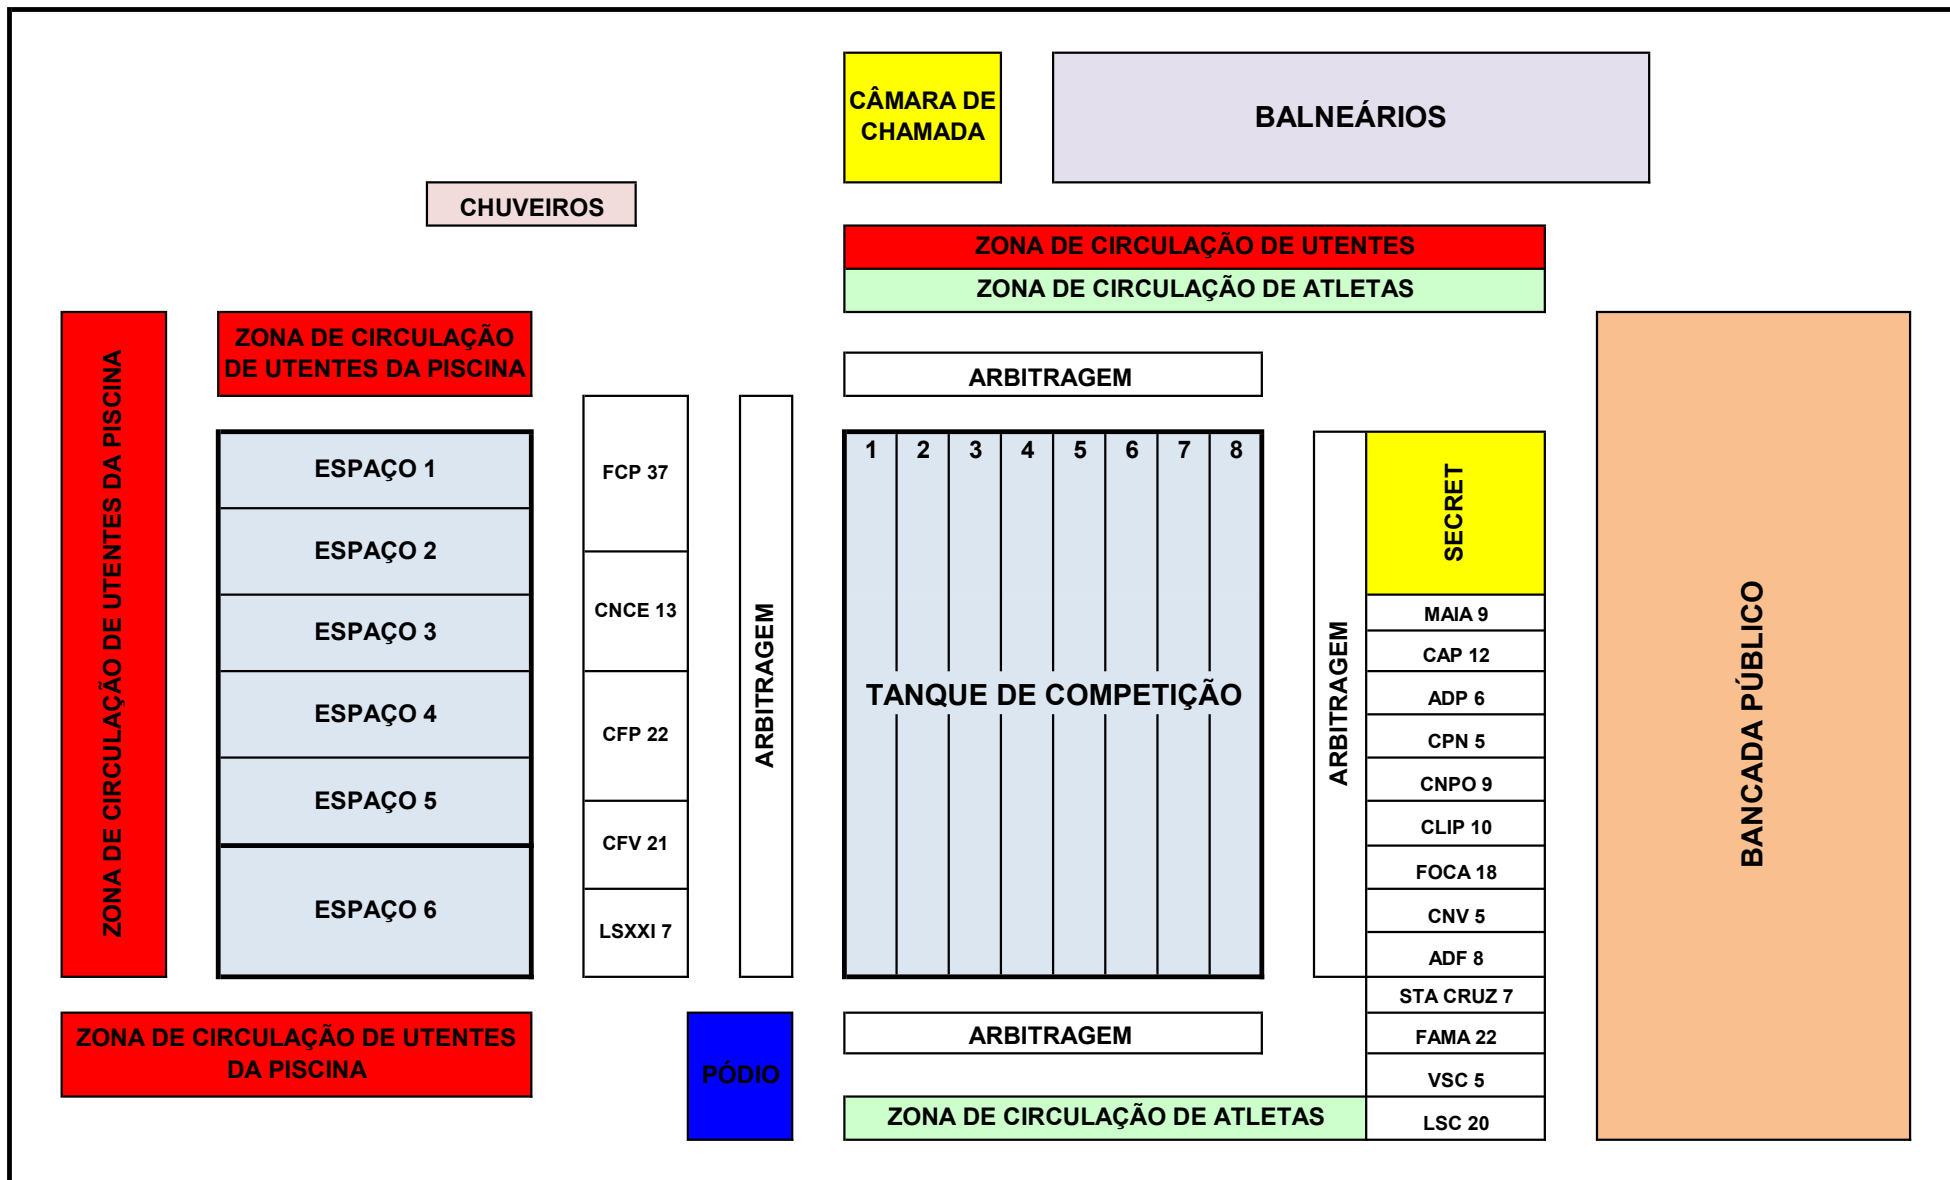 CÂMARA DE
CHAMADA
BALNEÁRIOS
CHUVEIROS
ZONA DE CIRCULAÇÃO DE UTENTES
ZONA DE CIRCULAÇÃO DE ATLETAS
ZONA DE CIRCULAÇÃO DE UTENTES DA PISCINA
ZONA DE CIRCULAÇÃO
DE UTENTES DA PISCINA
ESPAÇO 1
ESPAÇO 2
ESPAÇO 3
ESPAÇO 4
ESPAÇO 5
ESPAÇO 6
FCP 37
CNCE 13
CFP 22
CFV 21
LSXXI 7
ARBITRAGEM
ARBITRAGEM
1 2 3 4 5 6 7 8
TANQUE DE COMPETIÇÃO
ARBITRAGEM
SECRET
MAIA 9
CAP 12
ADP 6
CPN 5
CNPO 9
CLIP 10
FOCA 18
CNV 5
ADF 8
STA CRUZ 7
FAMA 22
VSC 5
LSC 20
BANCADA PÚBLICO
ZONA DE CIRCULAÇÃO DE UTENTES
DA PISCINA
PÓDIO
ARBITRAGEM
ZONA DE CIRCULAÇÃO DE ATLETAS